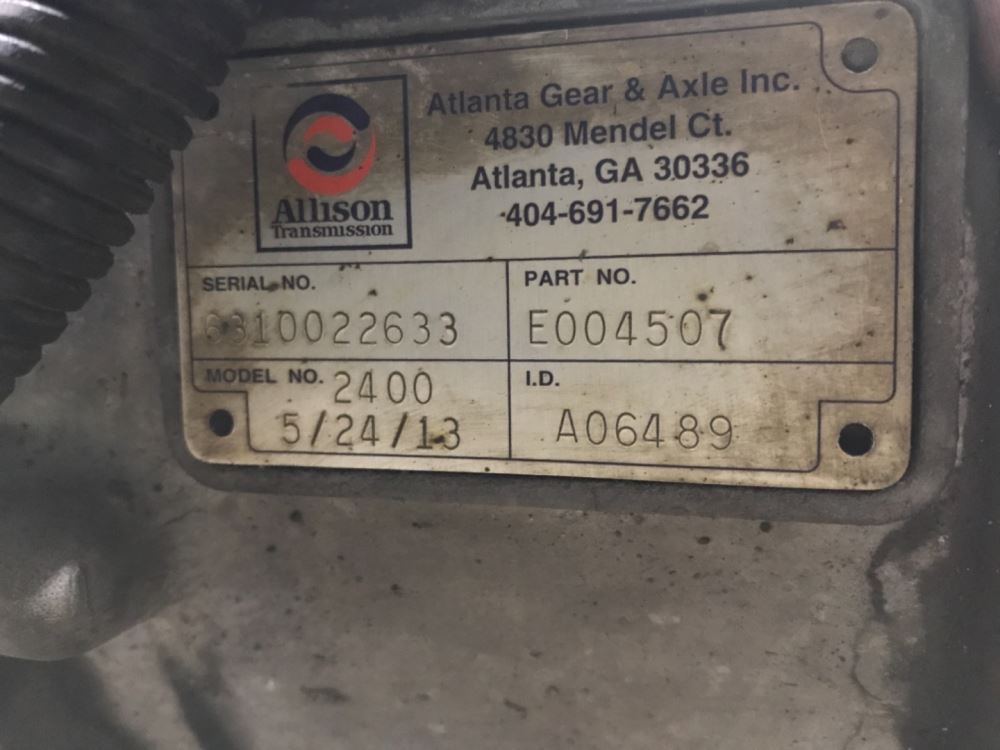 Atlanta Gear & Axle Inc.
4830 Mendel Ct.
Atlanta, GA 30336
404-691-7662
Allison
Transmission
SERIAL NO.
6310022633
PART NO.
E004507
MODEL NO. 2400
5/24/13
I.D.
A06489